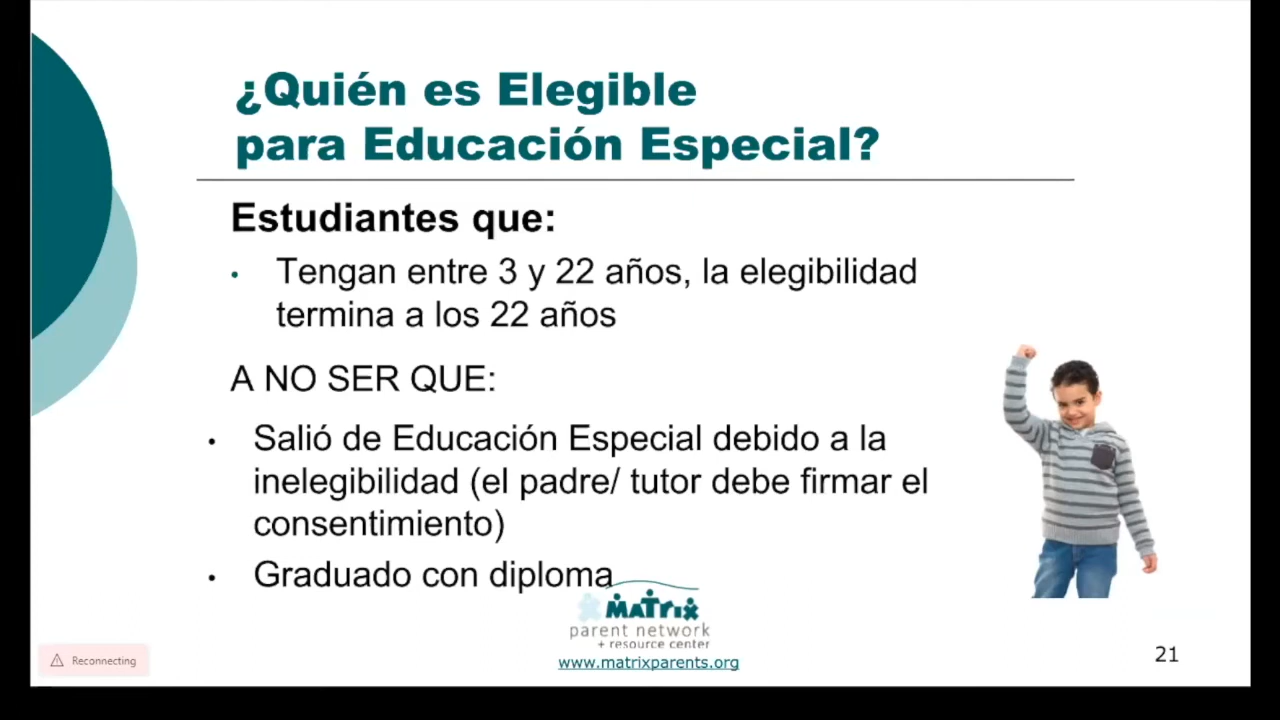 ¿Quién es Elegible
para Educación Especial?
Estudiantes que:
• Tengan entre 3 y 22 años, la elegibilidad
termina a los 22 años
A NO SER QUE:
• Salió de Educación Especial debido a la
inelegibilidad (el padre/ tutor debe firmar el
consentimiento)
• Graduado con diploma
MATRIX
parent network
+ resource center
www.matrixparents.org
Reconnecting
21